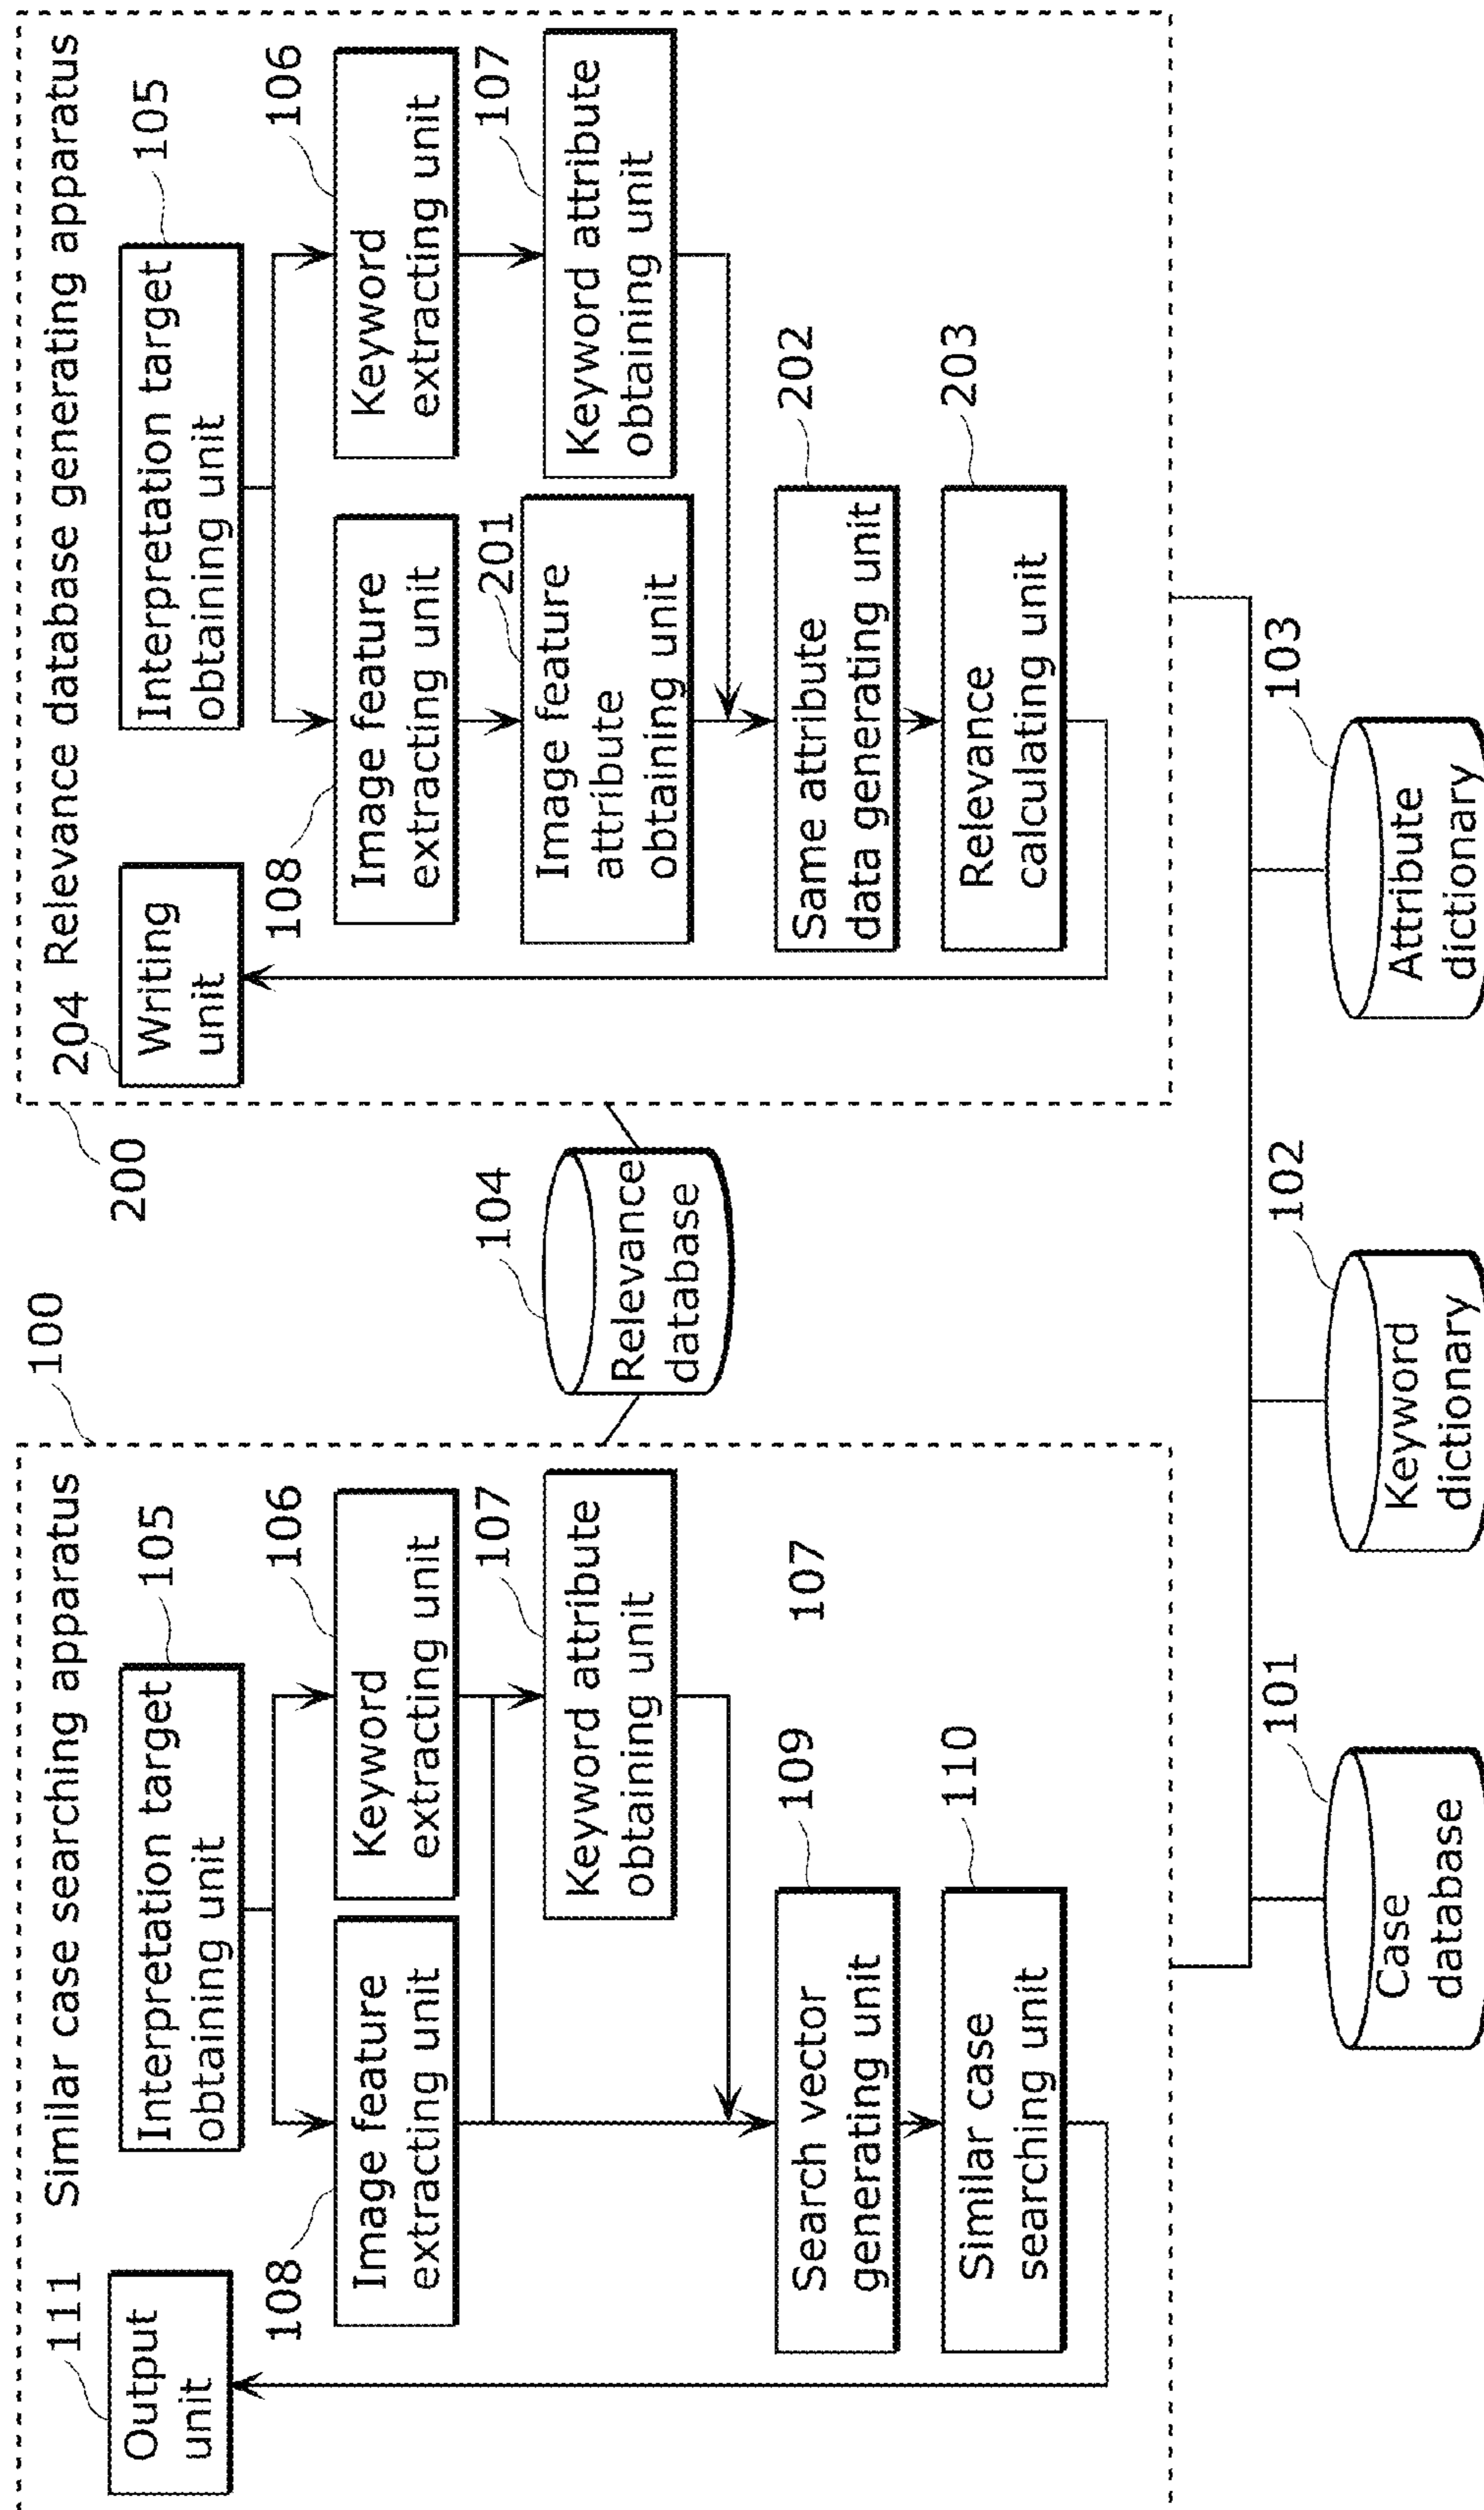 100
111
Similar case searching apparatus
Output
unit
Interpretation target
obtaining unit
105
108
Image feature
extracting unit
106
Keyword
extracting unit
107
Keyword attribute
obtaining unit
107
Search vector
generating unit
109
Similar case
searching unit
110
104
Relevance
database
200
204
Relevance database generating apparatus
Writing
unit
Interpretation target
obtaining unit
105
108
Image feature
extracting unit
106
Keyword
extracting unit
201
Image feature
attribute
obtaining unit
107
Keyword attribute
obtaining unit
Same attribute
data generating unit
202
Relevance
calculating unit
203
101
Case
database
102
Keyword
dictionary
103
Attribute
dictionary